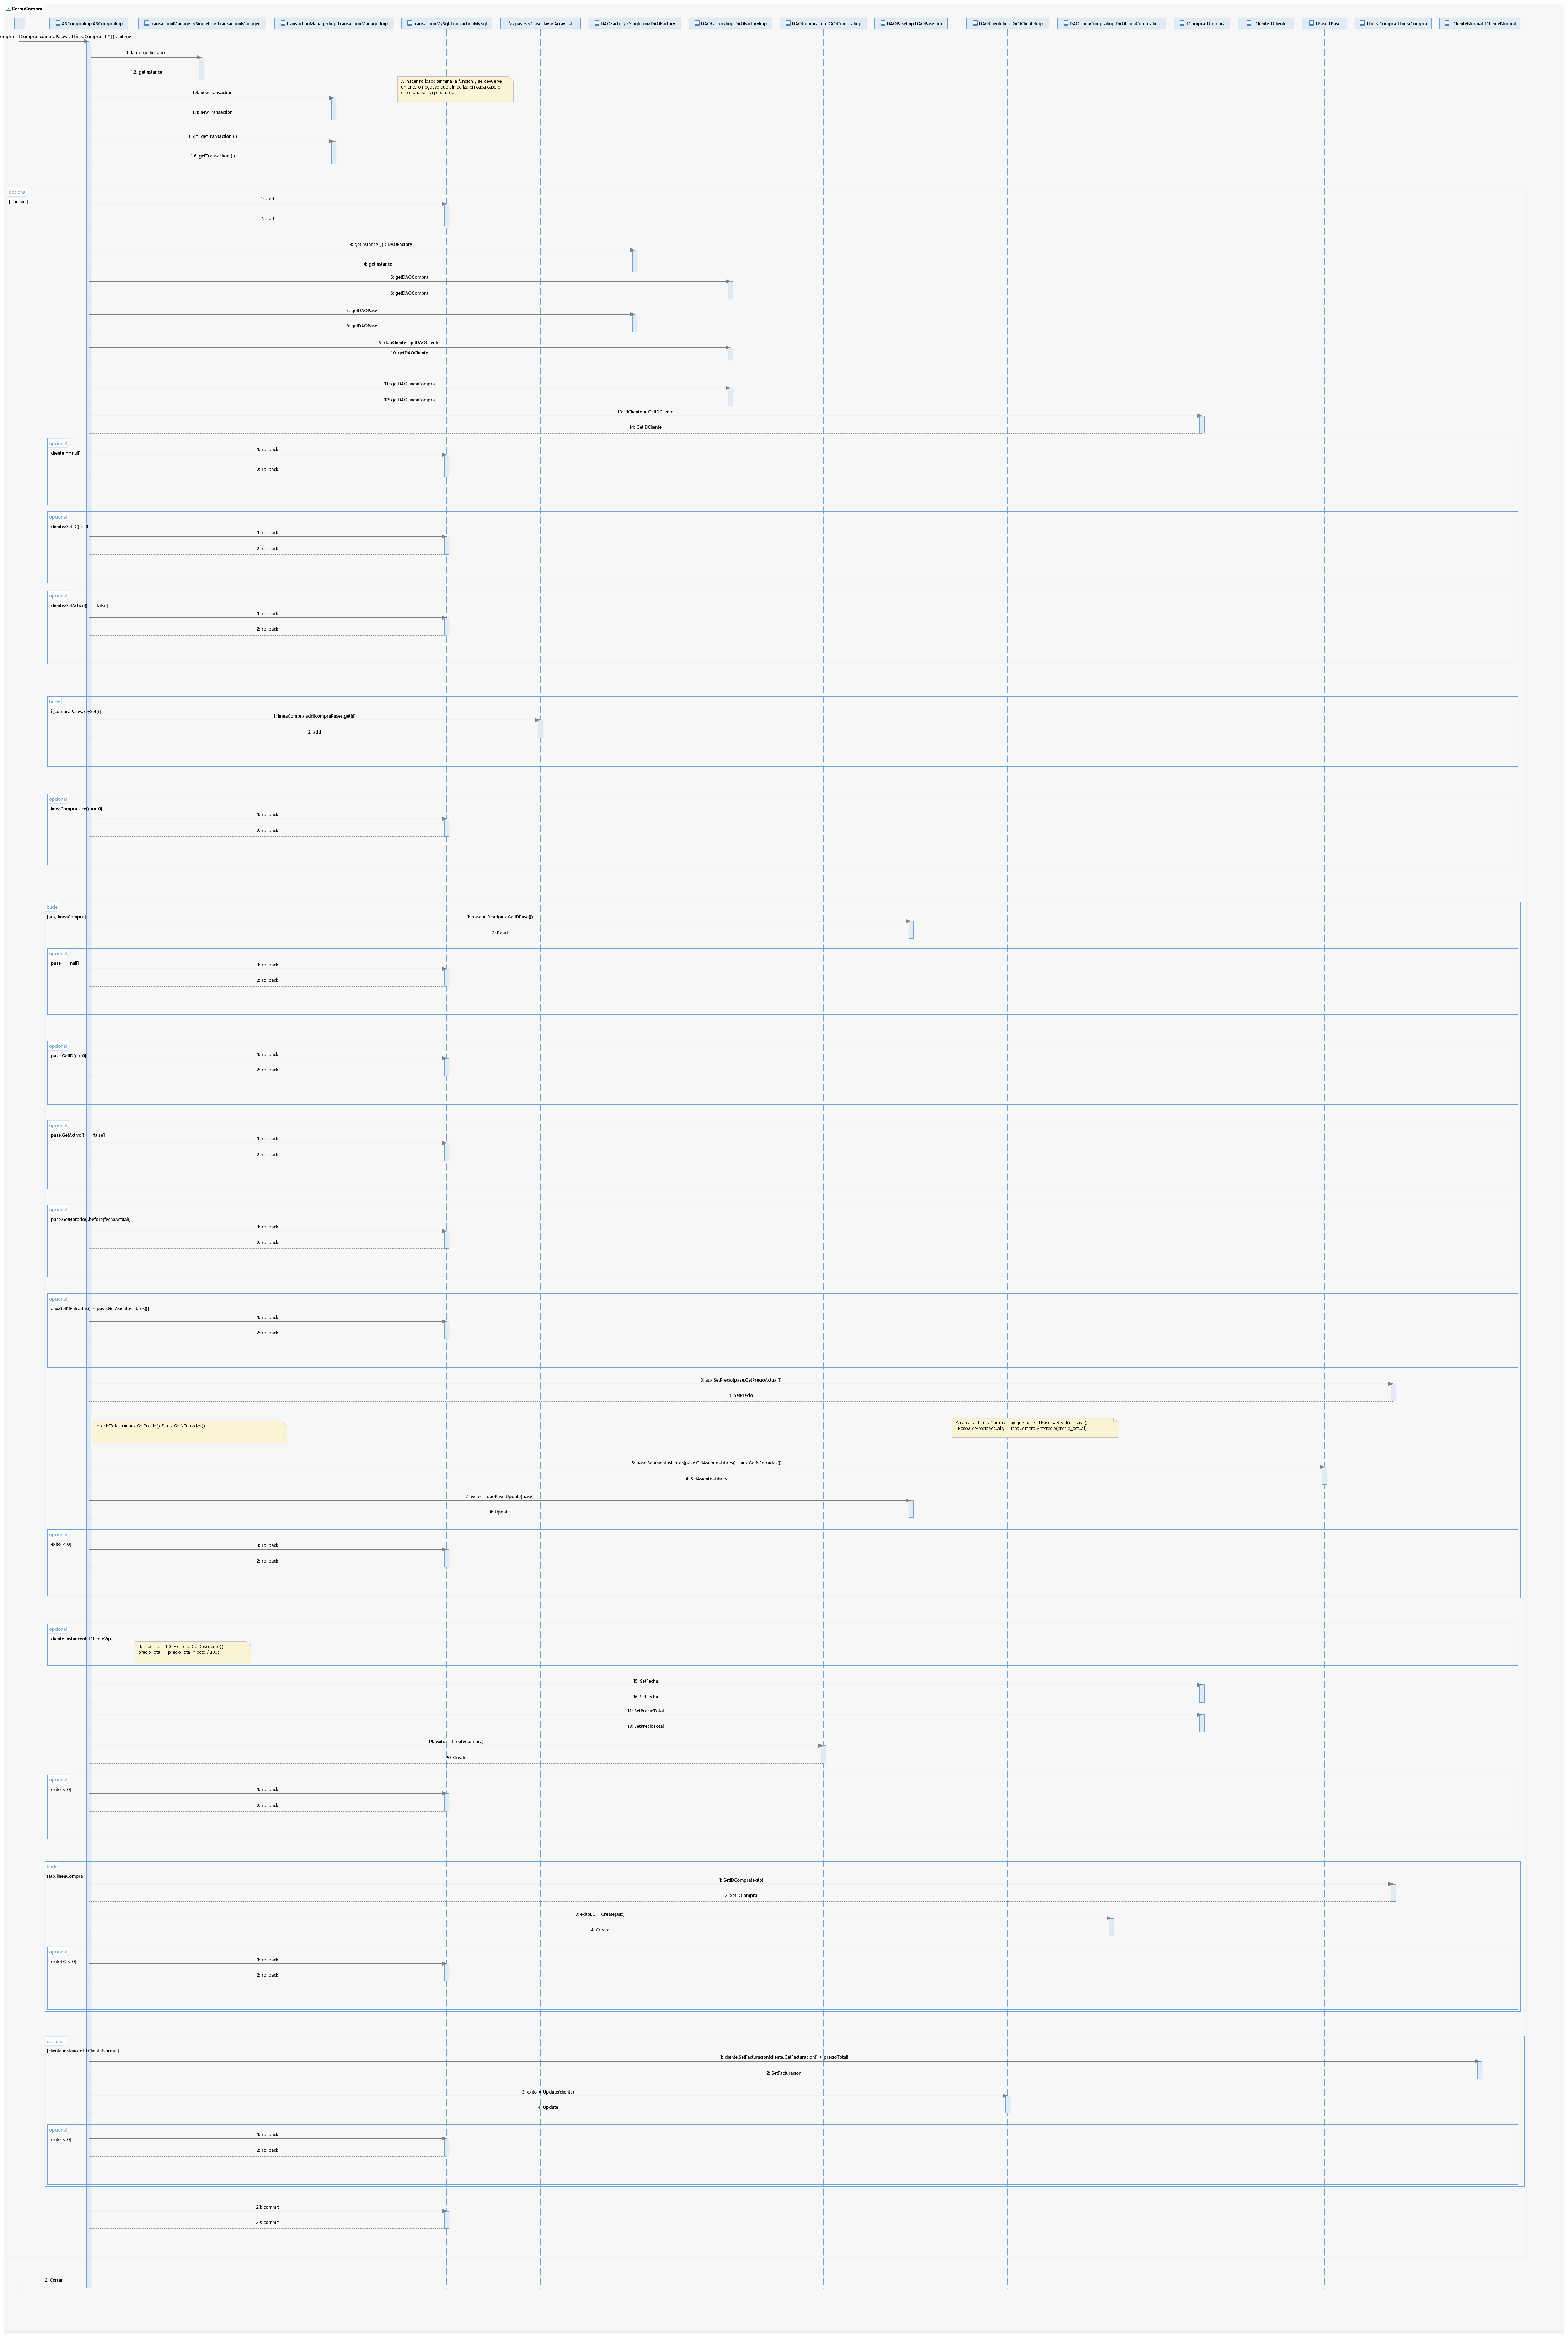 CerrarCompra
ASCompraImp:ASCompraImp
transactionManager:«Singleton»TransactionManager
transactionManagerImp:TransactionManagerImp
transactionMySql:TransactionMySql
pases:«Clase Java»ArrayList
DAOFactory:«Singleton»DAOFactory
DAOFactoryImp:DAOFactoryImp
DAOCompraImp:DAOCompraImp
DAOPaseImp:DAOPaseImp
DAOClienteImp:DAOClienteImp
DAOLineaCompraImp:DAOLineaCompraImp
TCompra:TCompra
TCliente:TCliente
TPase:TPase
TLineaCompra:TLineaCompra
TClienteNormal:TClienteNormal
ompra : TCompra, compraPases : TLineaCompra [1..*] ) : Integer
1.1: tm=getInstance
1.2: getInstance
Al hacer rollback termina la función y se devuelve
un entero negativo que simboliza en cada caso el
error que se ha producido
1.3: newTransaction
1.4: newTransaction
1.5: t=getTransaction ( )
1.6: getTransaction ( )
opcional
[t != null]
1: start
2: start
3: getInstance ( ) : DAOFactory
4: getInstance
5: getDAOCompra
6: getDAOCompra
7: getDAOPase
8: getDAOPase
9: daoCliente=getDAOCliente
10: getDAOCliente
11: getDAOLineaCompra
12: getDAOLineaCompra
13: idCliente = GetIDCliente
14: GetIDCliente
opcional
[cliente ==null]
1: rollback
2: rollback
opcional
[cliente.GetID() < 0]
1: rollback
2: rollback
opcional
[cliente.GetActivo() == false]
1: rollback
2: rollback
bucle
[i ,compraPases.keySet()]
1: lineaCompra.add(compraPases.get(i))
2: add
opcional
[lineaCompra.size() == 0]
1: rollback
2: rollback
bucle
[aux, lineaCompra]
1: pase = Read(aux.GetIDPase())
2: Read
opcional
[pase == null]
1: rollback
2: rollback
opcional
[pase.GetID() < 0]
1: rollback
2: rollback
opcional
[pase.GetActivo() == false]
1: rollback
2: rollback
opcional
[pase.GetHorario().before(fechaActual)]
1: rollback
2: rollback
opcional
[aux.GetNEntradas() > pase.GetAsientosLibres()]
1: rollback
2: rollback
3: aux.SetPrecio(pase.GetPrecioActual())
4: SetPrecio
precioTotal += aux.GetPrecio() * aux.GetNEntradas()
Para cada TLineaCompra hay que hacer TPase = Read(id_pase),
TPase.GetPrecioActual y TLineaCompra.SetPrecio(precio_actual)
5: pase.SetAsientosLibres(pase.GetAsientosLibres() - aux.GetNEntradas())
6: SetAsientosLibres
7: exito = daoPase.Update(pase)
8: Update
opcional
[exito < 0]
1: rollback
2: rollback
opcional
[cliente instanceof TClienteVip]
descuento = 100 - cliente.GetDescuento()
precioTotall = precioTotal * dcto / 100;
15: SetFecha
16: SetFecha
17: SetPrecioTotal
18: SetPrecioTotal
19: exito = Create(compra)
20: Create
opcional
[exito < 0]
1: rollback
2: rollback
bucle
[aux,lineaCompra]
1: SetIDCompra(exito)
2: SetIDCompra
3: exitoLC = Create(aux)
4: Create
opcional
[exitoLC < 0]
1: rollback
2: rollback
opcional
[cliente instanceof TClienteNormal]
1: cliente.SetFacturacion(cliente.GetFacturacion() + precioTotal)
2: SetFacturacion
3: exito = Update(cliente)
4: Update
opcional
[exito < 0]
1: rollback
2: rollback
21: commit
22: commit
2: Cerrar